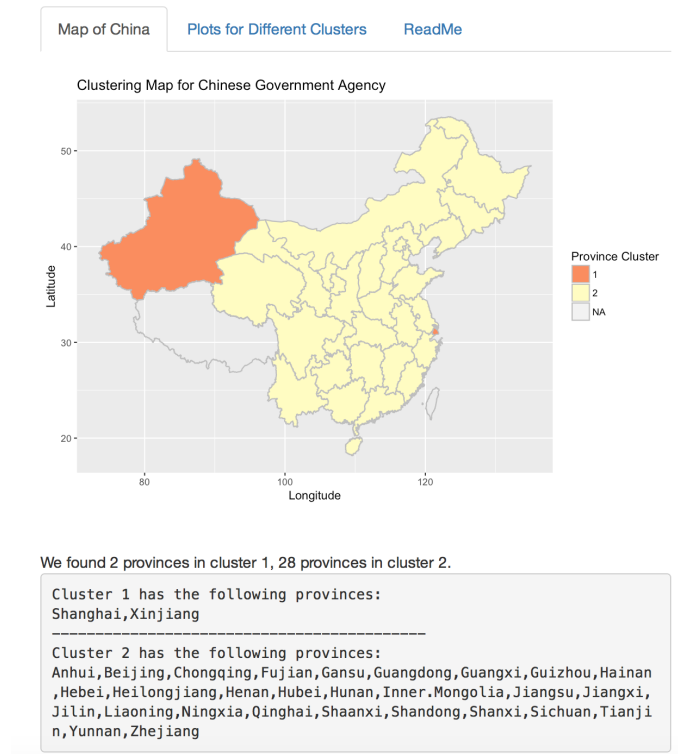 Map of China
Plots for Different Clusters
ReadMe
Clustering Map for Chinese Government Agency
50
40
30
20
Latitude
80
100
120
Longitude
Province Cluster
1
2
NA
We found 2 provinces in cluster 1, 28 provinces in cluster 2.
Cluster 1 has the following provinces:
Shanghai,Xinjiang
--------------------------------------------
Cluster 2 has the following provinces:
Anhui,Beijing,Chongqing,Fujian,Gansu,Guangdong,Guangxi,Guizhou,Hainan
,Hebei,Heilongjiang,Henan,Hubei,Hunan,Inner.Mongolia,Jiangsu,Jiangxi,
Jilin,Liaoning,Ningxia,Qinghai,Shaanxi,Shandong,Shanxi,Sichuan,Tianji
n,Yunnan,Zhejiang